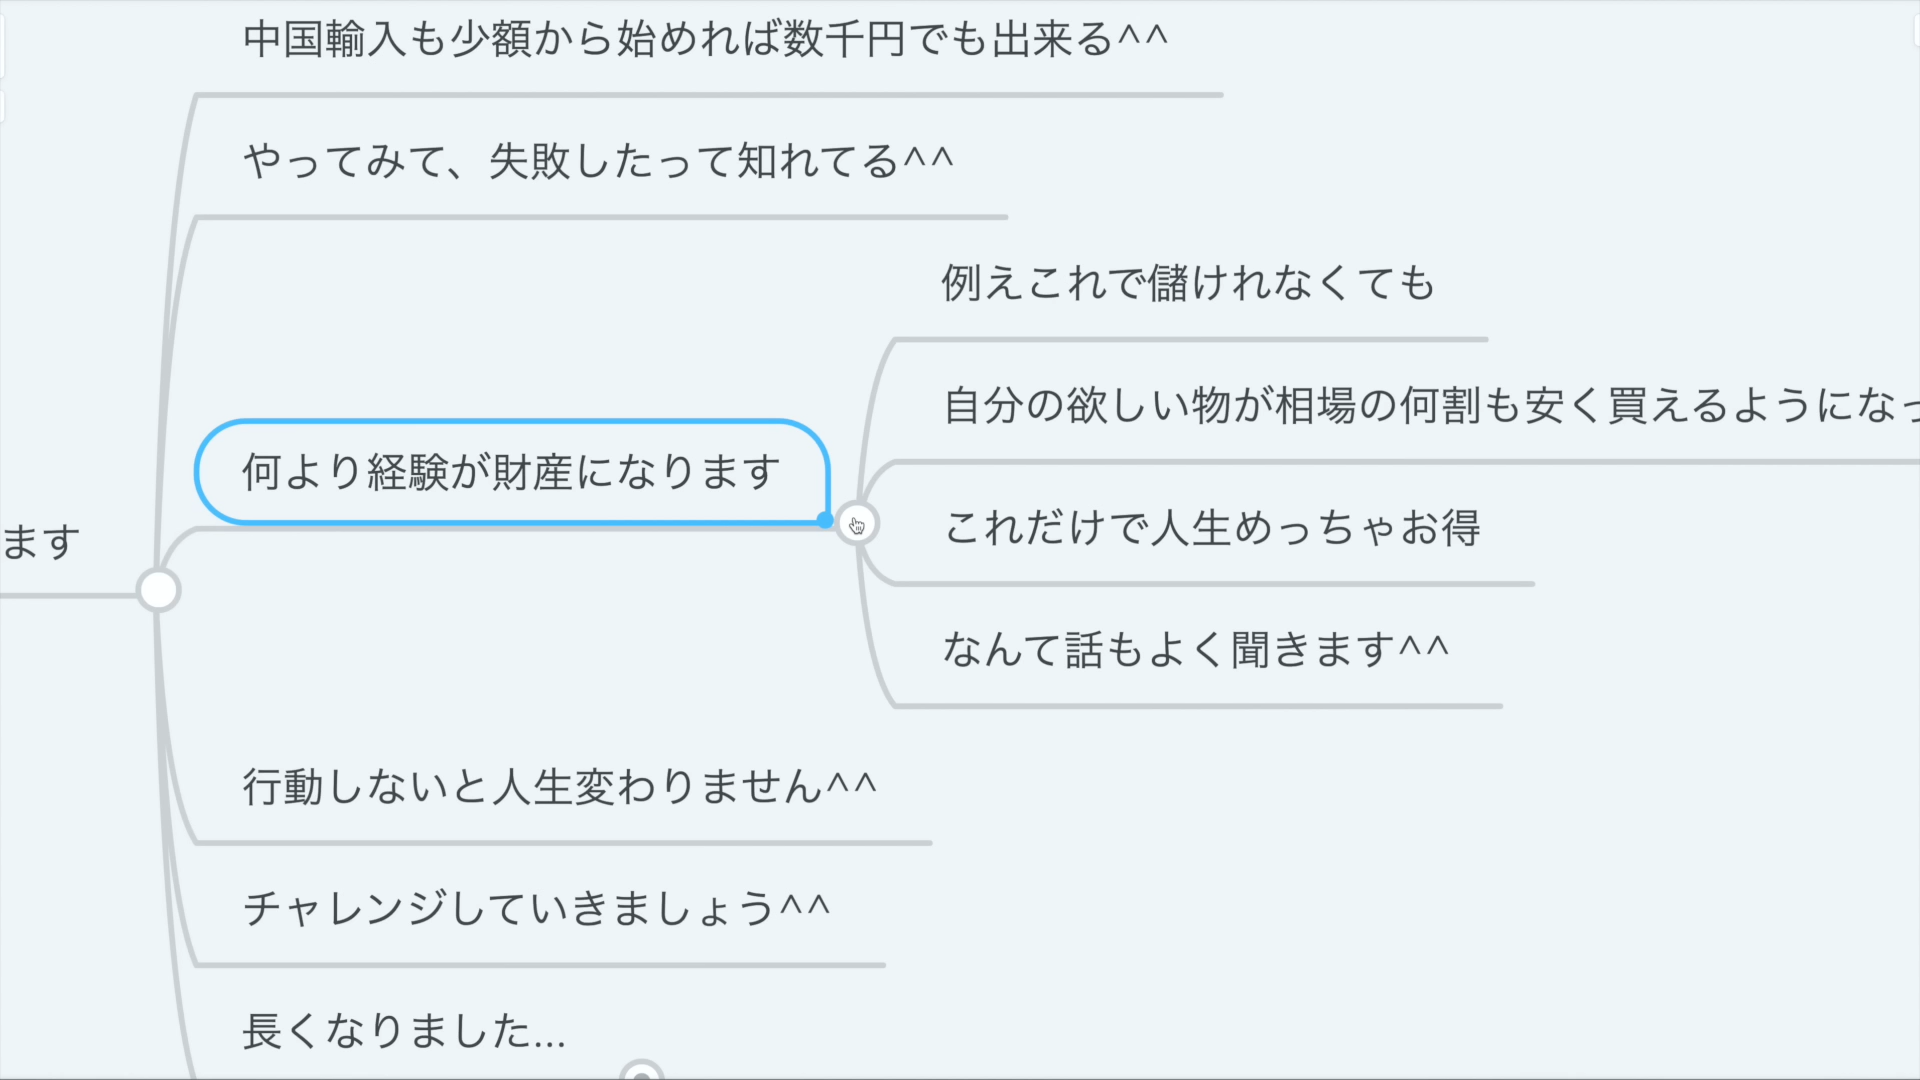 中国輸入も少額から始めれば数千円でも出来る^^
やってみて、失敗したって知れてる^^
例えこれで儲けれなくても
自分の欲しい物が相場の何割も安く買えるようになっ
何より経験が財産になります
これだけで人生めっちゃお得
ます
なんて話もよく聞きます^^
行動しないと人生変わりません^^
チャレンジしていきましょう^^
長くなりました...